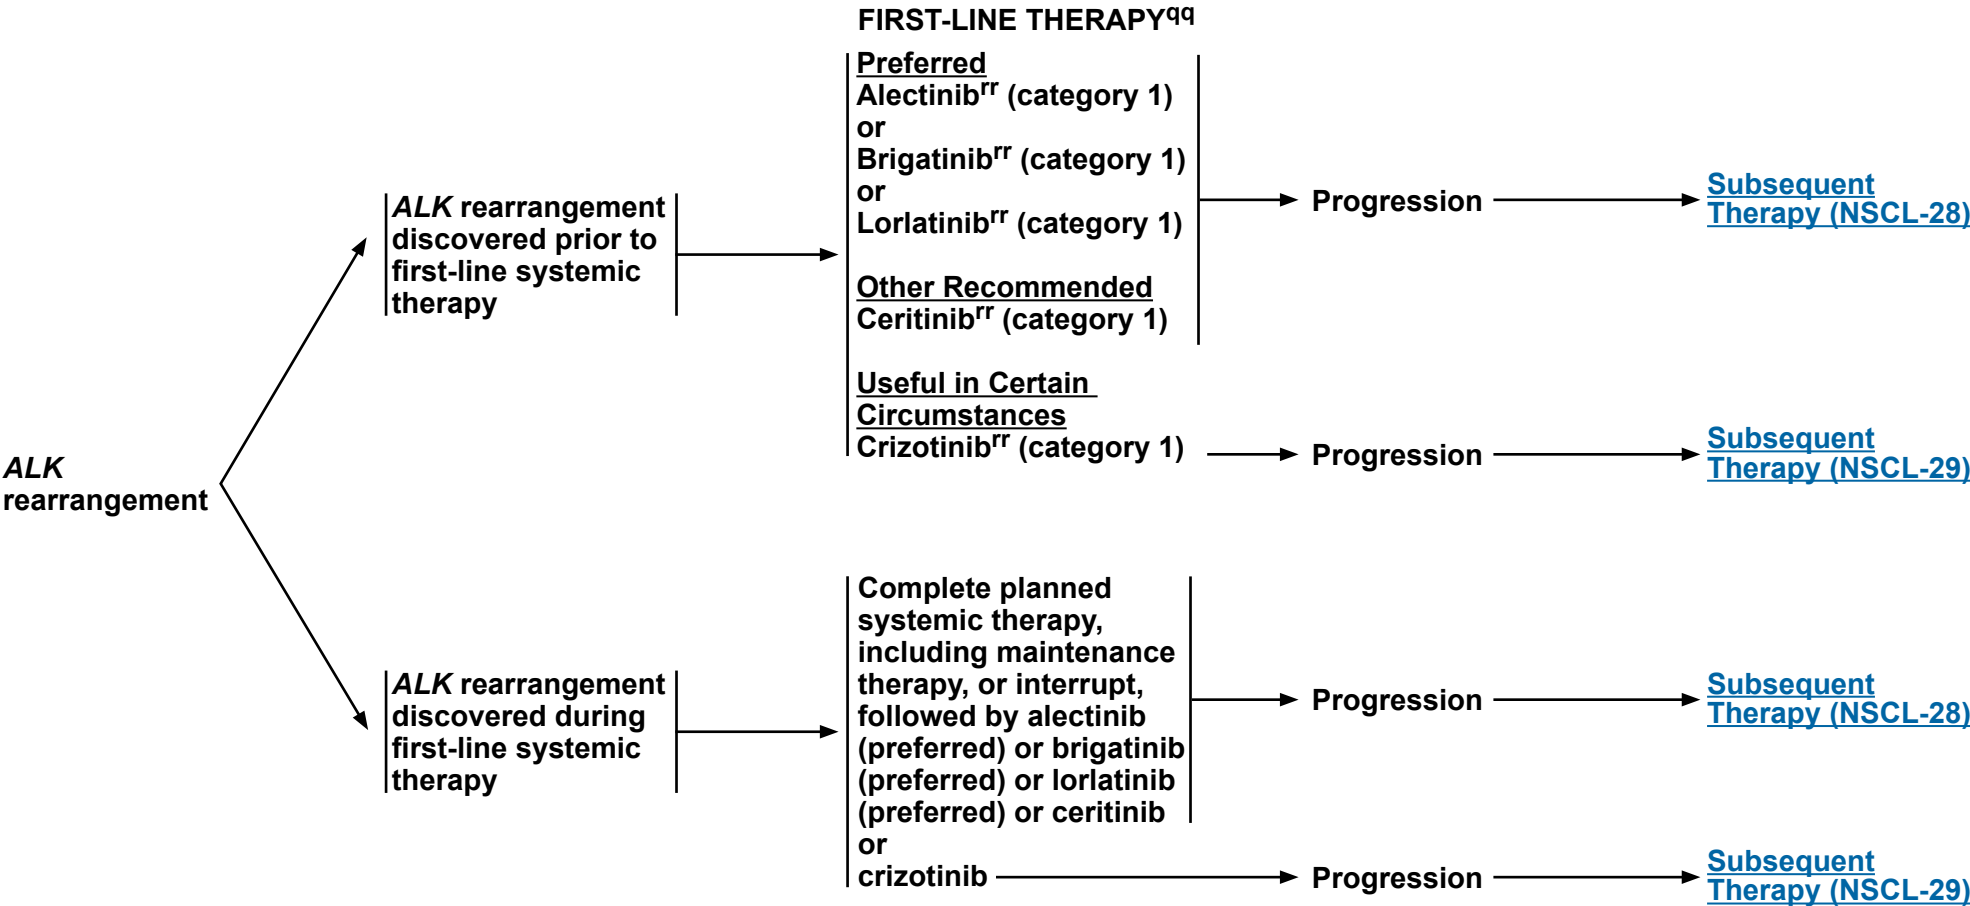 FIRST-LINE THERAPYqq
Preferred
Alectinibrr (category 1)
or
Brigatinibrr (category 1)
or
Lorlatinibrr (category 1)
Other Recommended
Ceritinibrr (category 1)
Useful in Certain
Circumstances
Crizotinibrr (category 1)
ALK
rearrangement
ALK rearrangement
discovered prior to
first-line systemic
therapy
Progression
Subsequent
Therapy (NSCL-28)
Progression
Subsequent
Therapy (NSCL-29)
ALK rearrangement
discovered during
first-line systemic
therapy
Complete planned
systemic therapy,
including maintenance
therapy, or interrupt,
followed by alectinib
(preferred) or brigatinib
(preferred) or lorlatinib
(preferred) or ceritinib
or
crizotinib
Progression
Subsequent
Therapy (NSCL-28)
Progression
Subsequent
Therapy (NSCL-29)